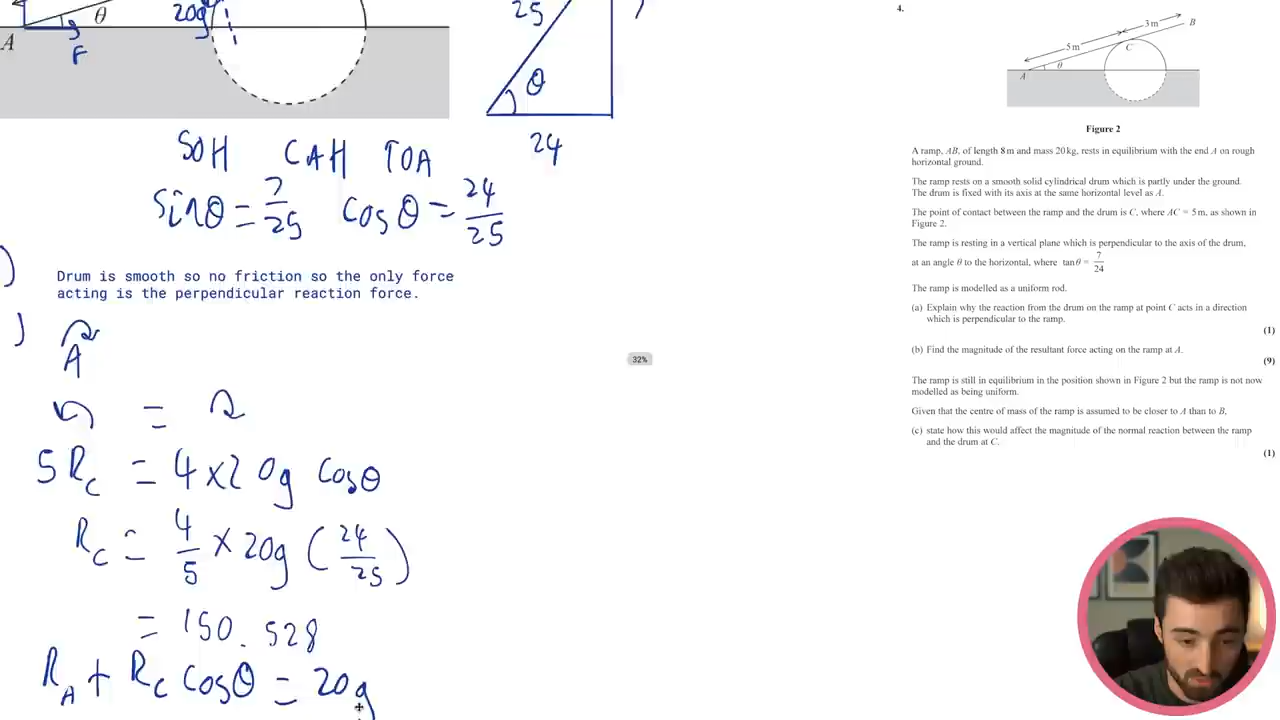 A
θ
20g
F
25
θ
24
SOH CAH TOA
sinθ = 7/25 cosθ = 24/25
)
Drum is smooth so no friction so the only force
acting is the perpendicular reaction force.
)
A
=
5R_C = 4×20g cosθ
R_C = 4/5 × 20g (24/25)
= 150.528
R_A + R_C cosθ = 20g
32%
4.
5 m
3 m
B
C
A
θ
Figure 2
A ramp, AB, of length 8 m and mass 20 kg, rests in equilibrium with the end A on rough
horizontal ground.
The ramp rests on a smooth solid cylindrical drum which is partly under the ground.
The drum is fixed with its axis at the same horizontal level as A.
The point of contact between the ramp and the drum is C, where AC = 5 m, as shown in
Figure 2.
The ramp is resting in a vertical plane which is perpendicular to the axis of the drum,
at an angle θ to the horizontal, where tan θ = 7/24
The ramp is modelled as a uniform rod.
(a) Explain why the reaction from the drum on the ramp at point C acts in a direction
which is perpendicular to the ramp.
(1)
(b) Find the magnitude of the resultant force acting on the ramp at A.
(9)
The ramp is still in equilibrium in the position shown in Figure 2 but the ramp is not now
modelled as being uniform.
Given that the centre of mass of the ramp is assumed to be closer to A than to B,
(c) state how this would affect the magnitude of the normal reaction between the ramp
and the drum at C.
(1)